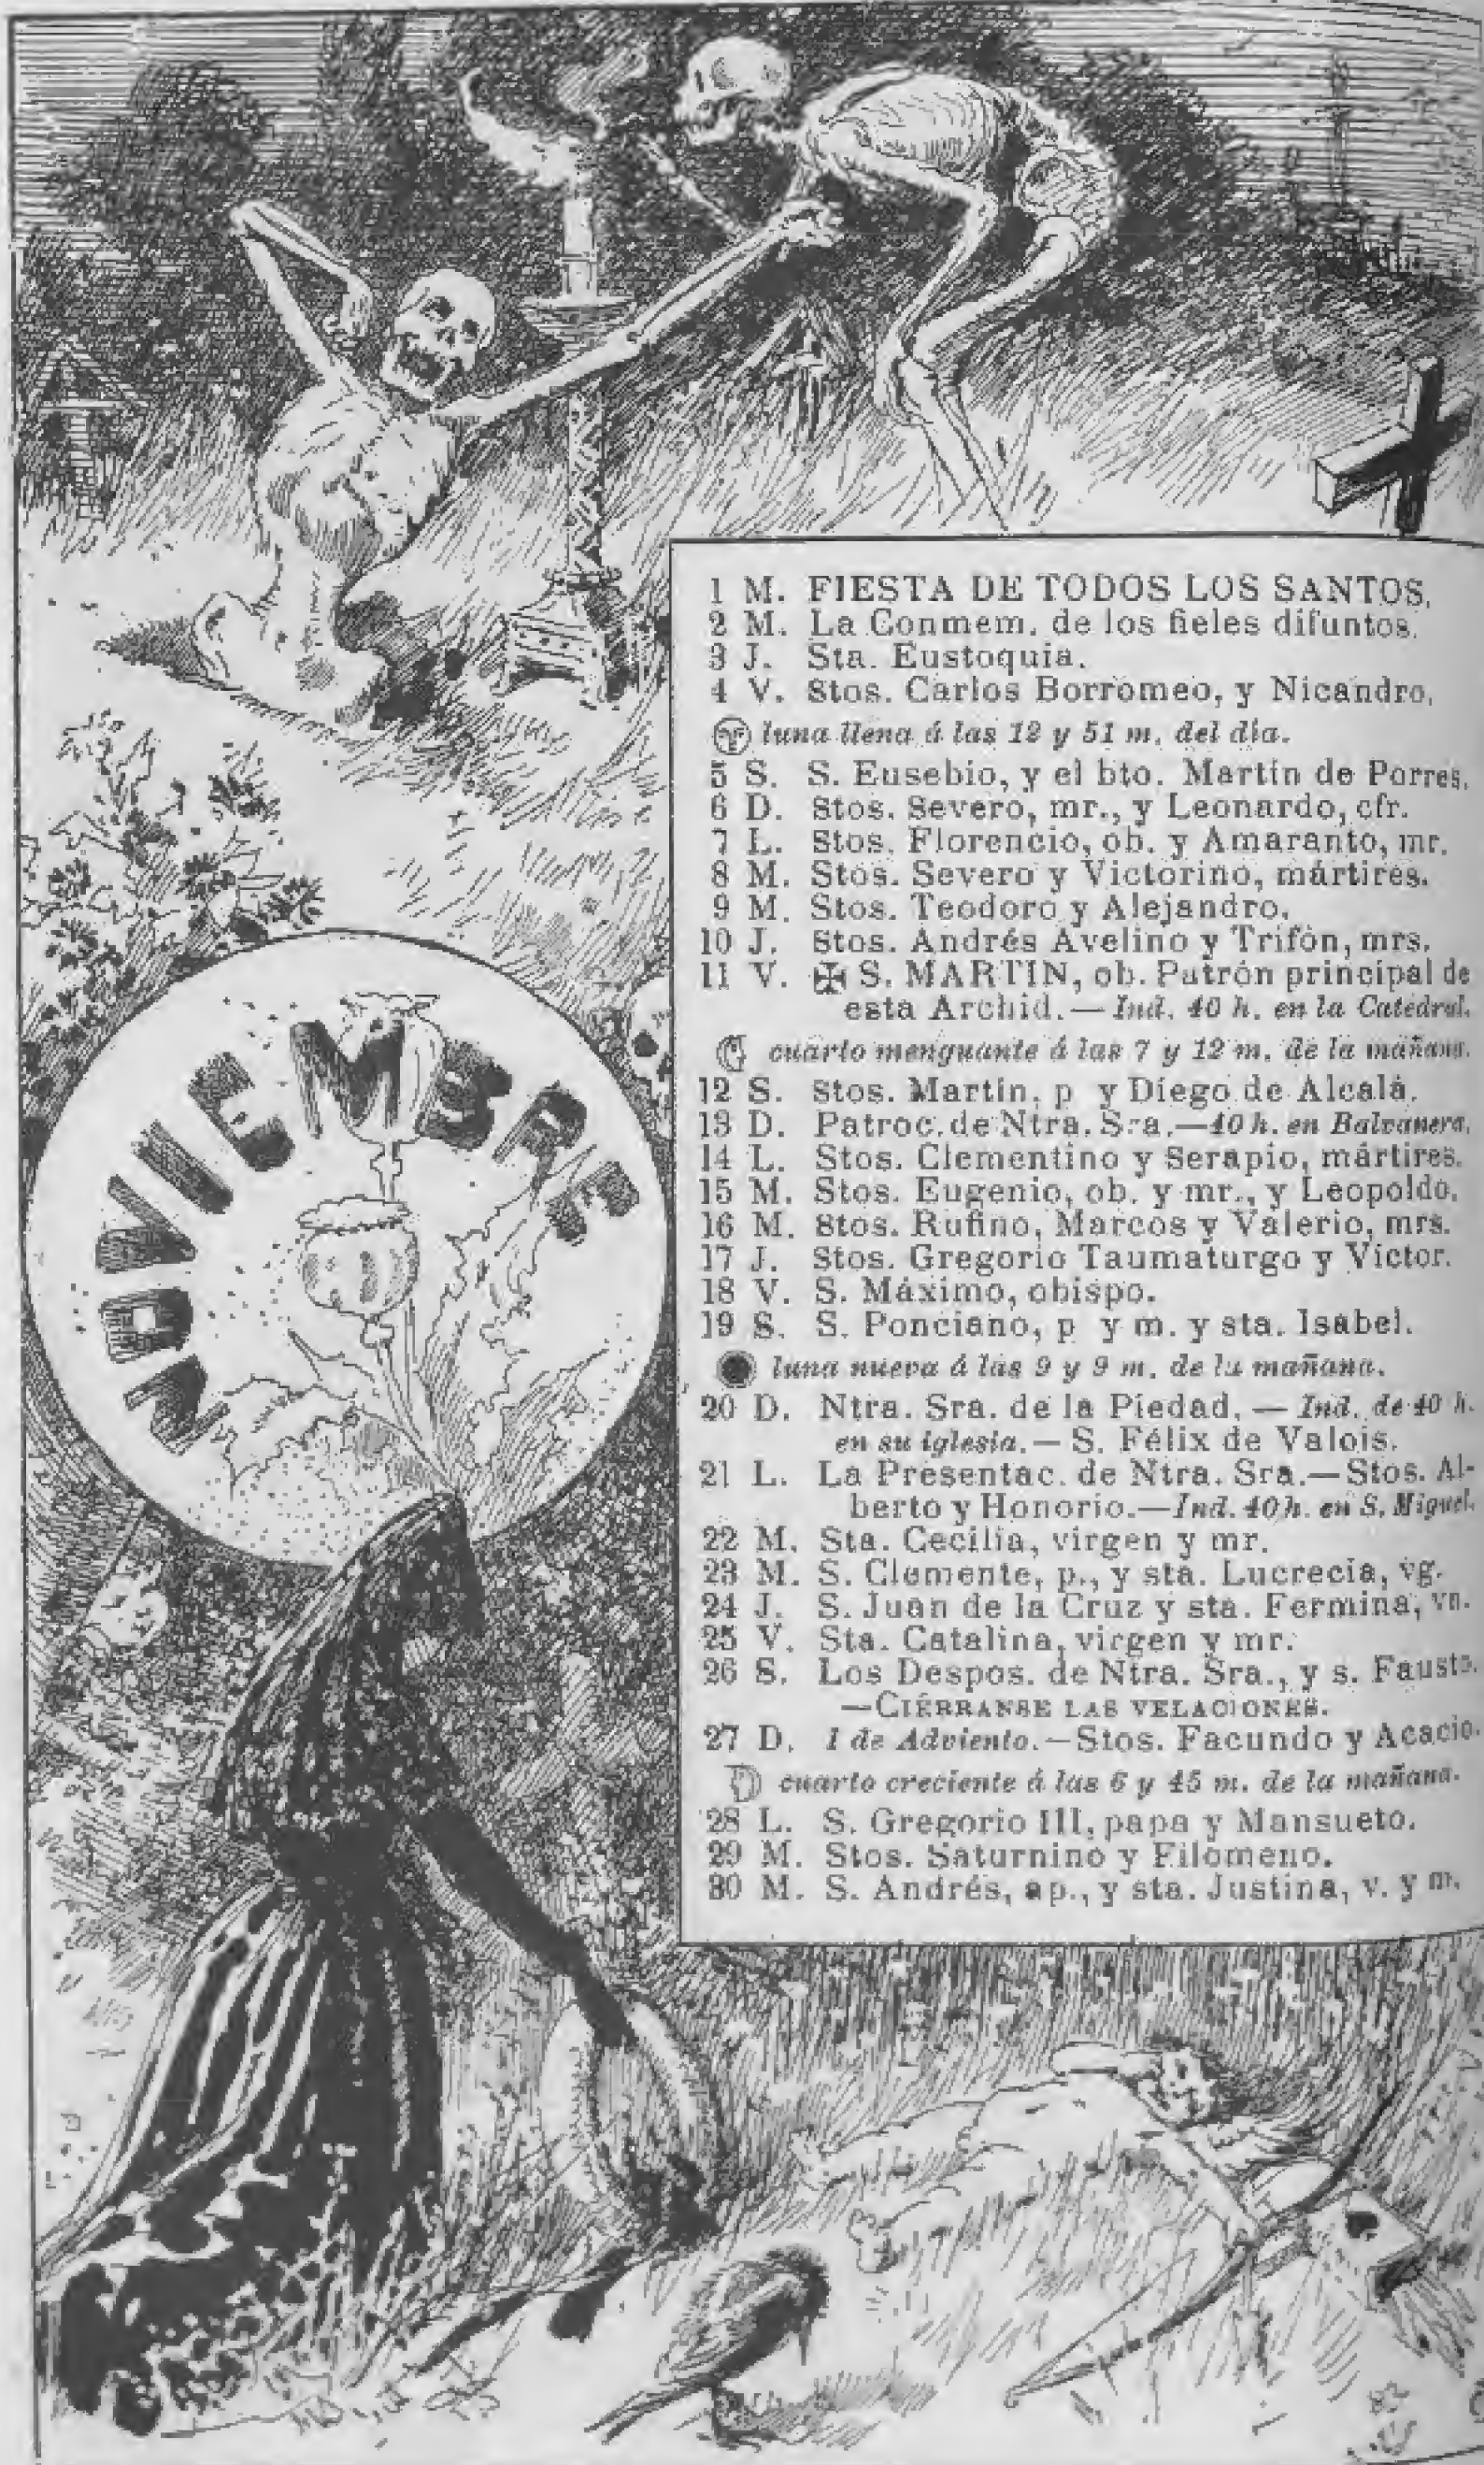 NOVIEMBRE
1 M. FIESTA DE TODOS LOS SANTOS.
2 M. La Conmem. de los fieles difuntos.
3 J. Sta. Eustoquia.
4 V. Stos. Carlos Borromeo, y Nicandro.
luna llena á las 12 y 51 m. del día.
5 S. S. Eusebio, y el bto. Martín de Porres.
6 D. Stos. Severo, mr., y Leonardo, cfr.
7 L. Stos. Florencio, ob. y Amaranto, mr.
8 M. Stos. Severo y Victorino, mártires.
9 M. Stos. Teodoro y Alejandro.
10 J. Stos. Andrés Avelino y Trifón, mrs.
11 V. ✠ S. MARTIN, ob. Patrón principal de
esta Archid.—Ind. 40 h. en la Catedral.
cuarto menguante á las 7 y 12 m. de la mañana.
12 S. Stos. Martín, p y Diego de Alcalá.
13 D. Patroc. de Ntra. Sra.—40 h. en Balvanera.
14 L. Stos. Clementino y Serapio, mártires.
15 M. Stos. Eugenio, ob. y mr., y Leopoldo.
16 M. Stos. Rufino, Marcos y Valerio, mrs.
17 J. Stos. Gregorio Taumaturgo y Victor.
18 V. S. Máximo, obispo.
19 S. S. Ponciano, p y m. y sta. Isabel.
luna nueva á las 9 y 9 m. de la mañana.
20 D. Ntra. Sra. de la Piedad. — Ind. de 40 h.
en su iglesia.— S. Félix de Valois.
21 L. La Presentac. de Ntra. Sra.—Stos. Al-
berto y Honorio.—Ind. 40 h. en S. Miguel.
22 M. Sta. Cecilia, virgen y mr.
23 M. S. Clemente, p., y sta. Lucrecia, vg.
24 J. S. Juan de la Cruz y sta. Fermina, vn.
25 V. Sta. Catalina, virgen y mr.
26 S. Los Despos. de Ntra. Sra., y s. Fausto.
—CIÉRRANSE LAS VELACIONES.
27 D. I de Adviento.—Stos. Facundo y Acacio.
cuarto creciente á las 6 y 45 m. de la mañana.
28 L. S. Gregorio III, papa y Mansueto.
29 M. Stos. Saturnino y Filomeno.
30 M. S. Andrés, ap., y sta. Justina, v. y m.